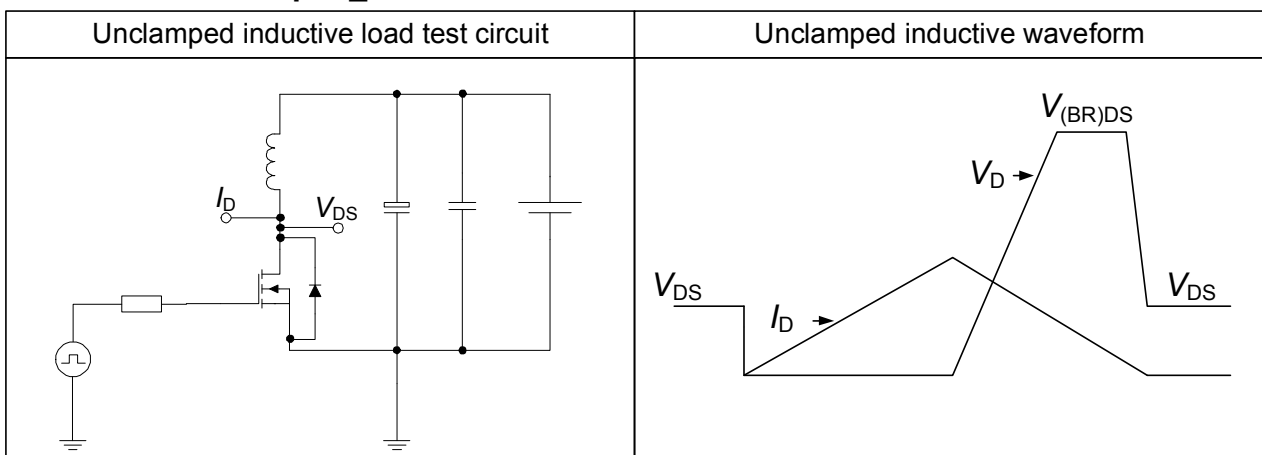 Unclamped inductive load test circuit
Unclamped inductive waveform
V(BR)DS
VD
ID
VDS
VDS
ID
VDS